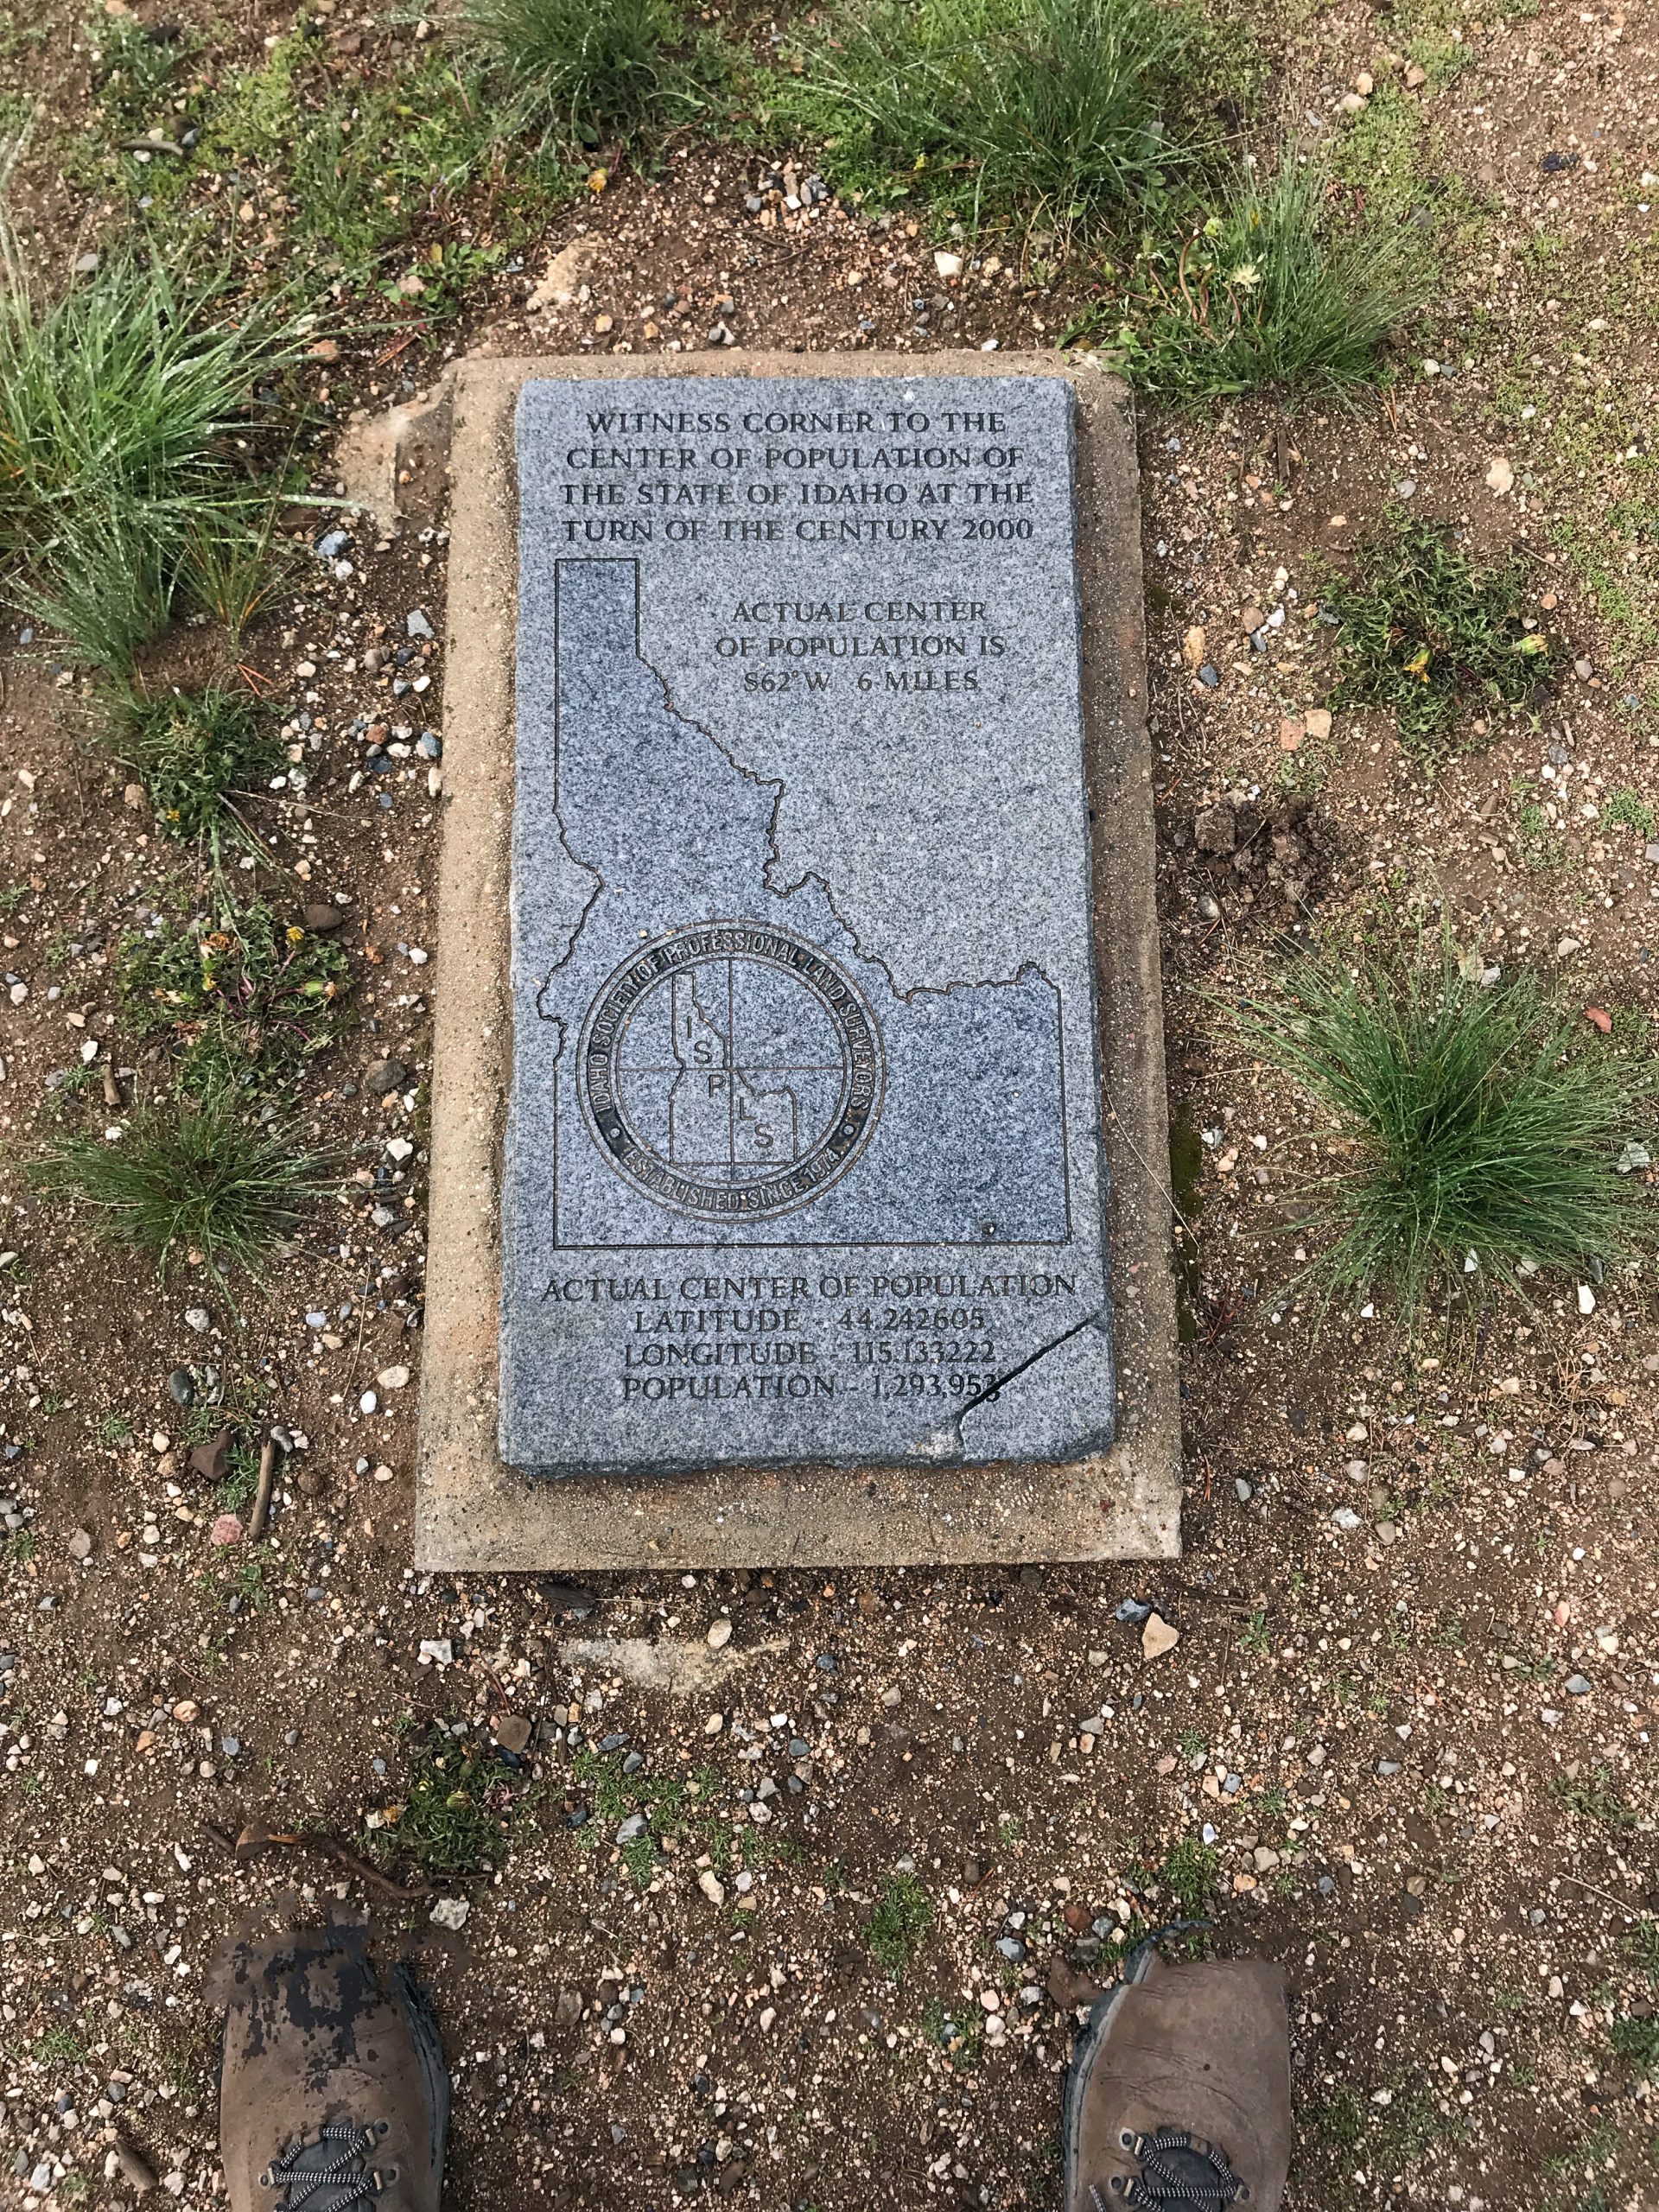 WITNESS CORNER TO THE
CENTER OF POPULATION OF
THE STATE OF IDAHO AT THE
TURN OF THE CENTURY 2000
ACTUAL CENTER
OF POPULATION IS
S62°W 6 MILES
IDAHO SOCIETY OF PROFESSIONAL LAND SURVEYORS
I
S
P
L
S
ESTABLISHED SINCE 1974
ACTUAL CENTER OF POPULATION
LATITUDE - 44.242605
LONGITUDE - 115.133222
POPULATION - 1,293,953